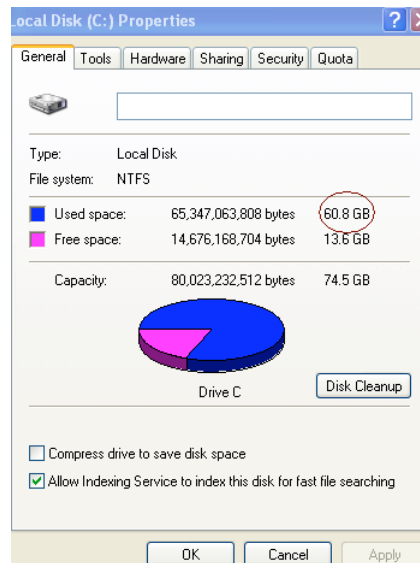 ocal Disk (C:) Properties
General Tools Hardware Sharing Security Quota
Type: Local Disk
File system: NTFS
Used space: 65,347,063,808 bytes 60.8 GB
Free space: 14,676,168,704 bytes 13.6 GB
Capacity: 80,023,232,512 bytes 74.5 GB
Drive C
Disk Cleanup
Compress drive to save disk space
Allow Indexing Service to index this disk for fast file searching
OK Cancel Apply